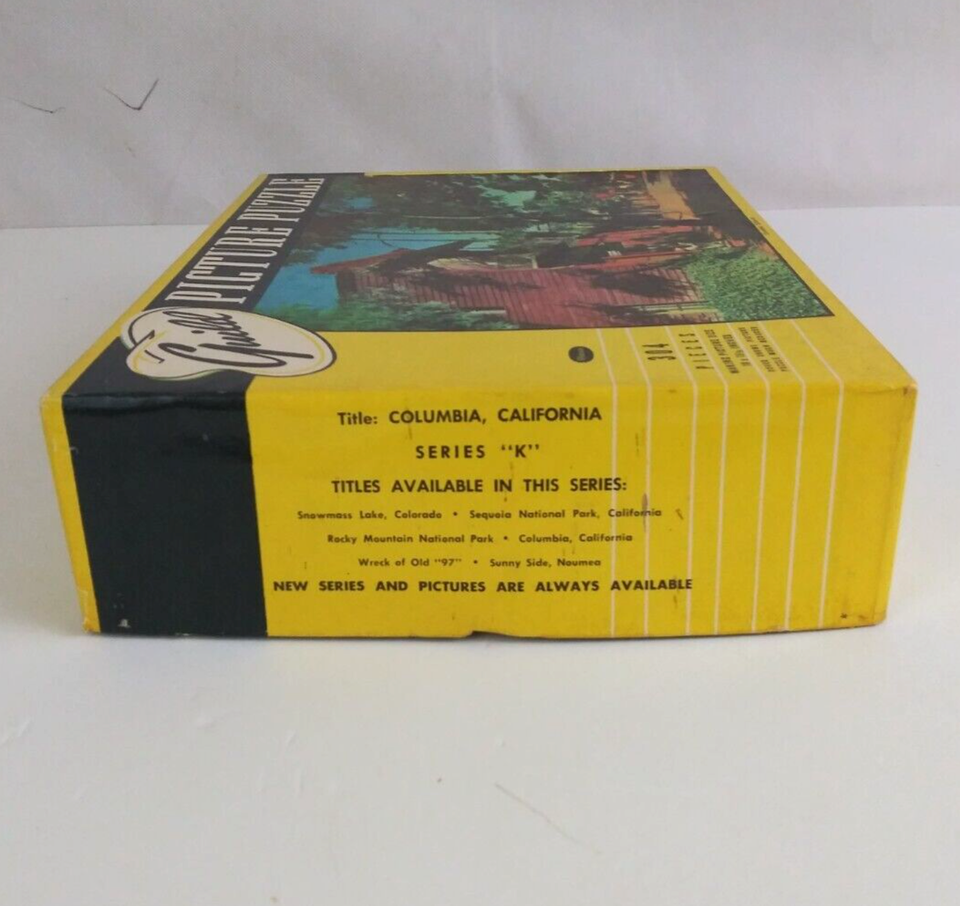 PICTURE PUZZLE
Guild
304
PIECES
Title: COLUMBIA, CALIFORNIA
SERIES "K"
TITLES AVAILABLE IN THIS SERIES:
Snowmass Lake, Colorado • Sequoia National Park, California
Rocky Mountain National Park • Columbia, California
Wreck of Old "97" • Sunny Side, Noumea
NEW SERIES AND PICTURES ARE ALWAYS AVAILABLE